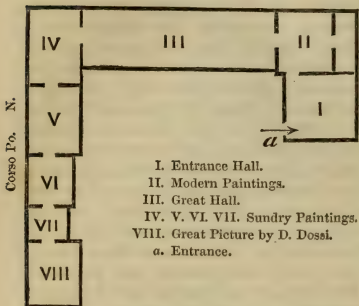 IV
III
II
I
V
VI
VII
VIII
Corso Po. N.
a
I. Entrance Hall.
II. Modern Paintings.
III. Great Hall.
IV. V. VI. VII. Sundry Paintings.
VIII. Great Picture by D. Dossi.
a. Entrance.